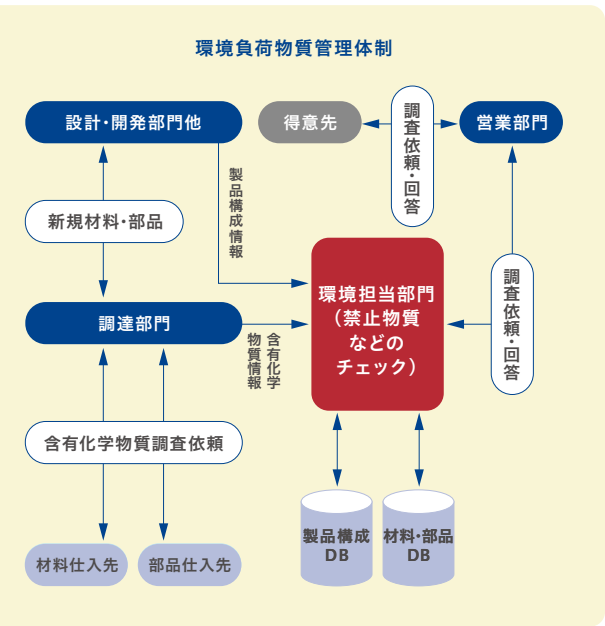 環境負荷物質管理体制
設計・開発部門他
得意先
調査依頼・回答
営業部門
製品構成情報
新規材料・部品
環境担当部門
（禁止物質
などの
チェック）
調査依頼・回答
調達部門
含有化学
物質情報
含有化学物質調査依頼
製品構成
DB
材料・部品
DB
材料仕入先
部品仕入先